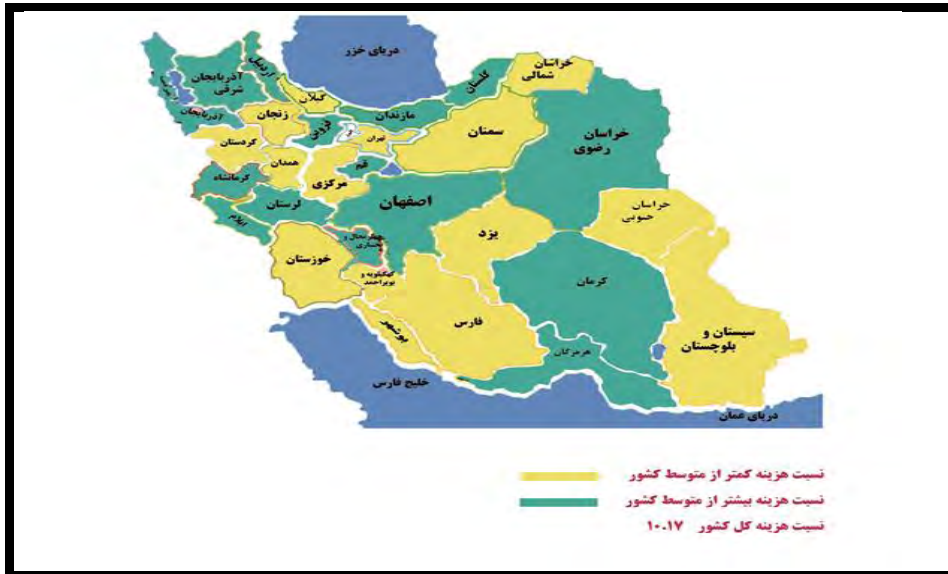 دریای خزر
خراسان
شمالی
گلستان
اردبیل
آذربایجان
شرقی
گیلان
آذربایجان
زنجان
قزوین
مازندران
تهران
سمنان
خراسان
رضوی
کردستان
همدان
قم
مرکزی
کرمانشاه
لرستان
اصفهان
ایلام
خراسان
جنوبی
یزد
چهارمحال و
بختیاری
خوزستان
کهگیلویه و
بویراحمد
کرمان
فارس
بوشهر
سیستان و
بلوچستان
هرمزگان
خلیج فارس
دریای عمان
نسبت هزینه کمتر از متوسط کشور
نسبت هزینه بیشتر از متوسط کشور
نسبت هزینه کل کشور ۱۰.۱۷